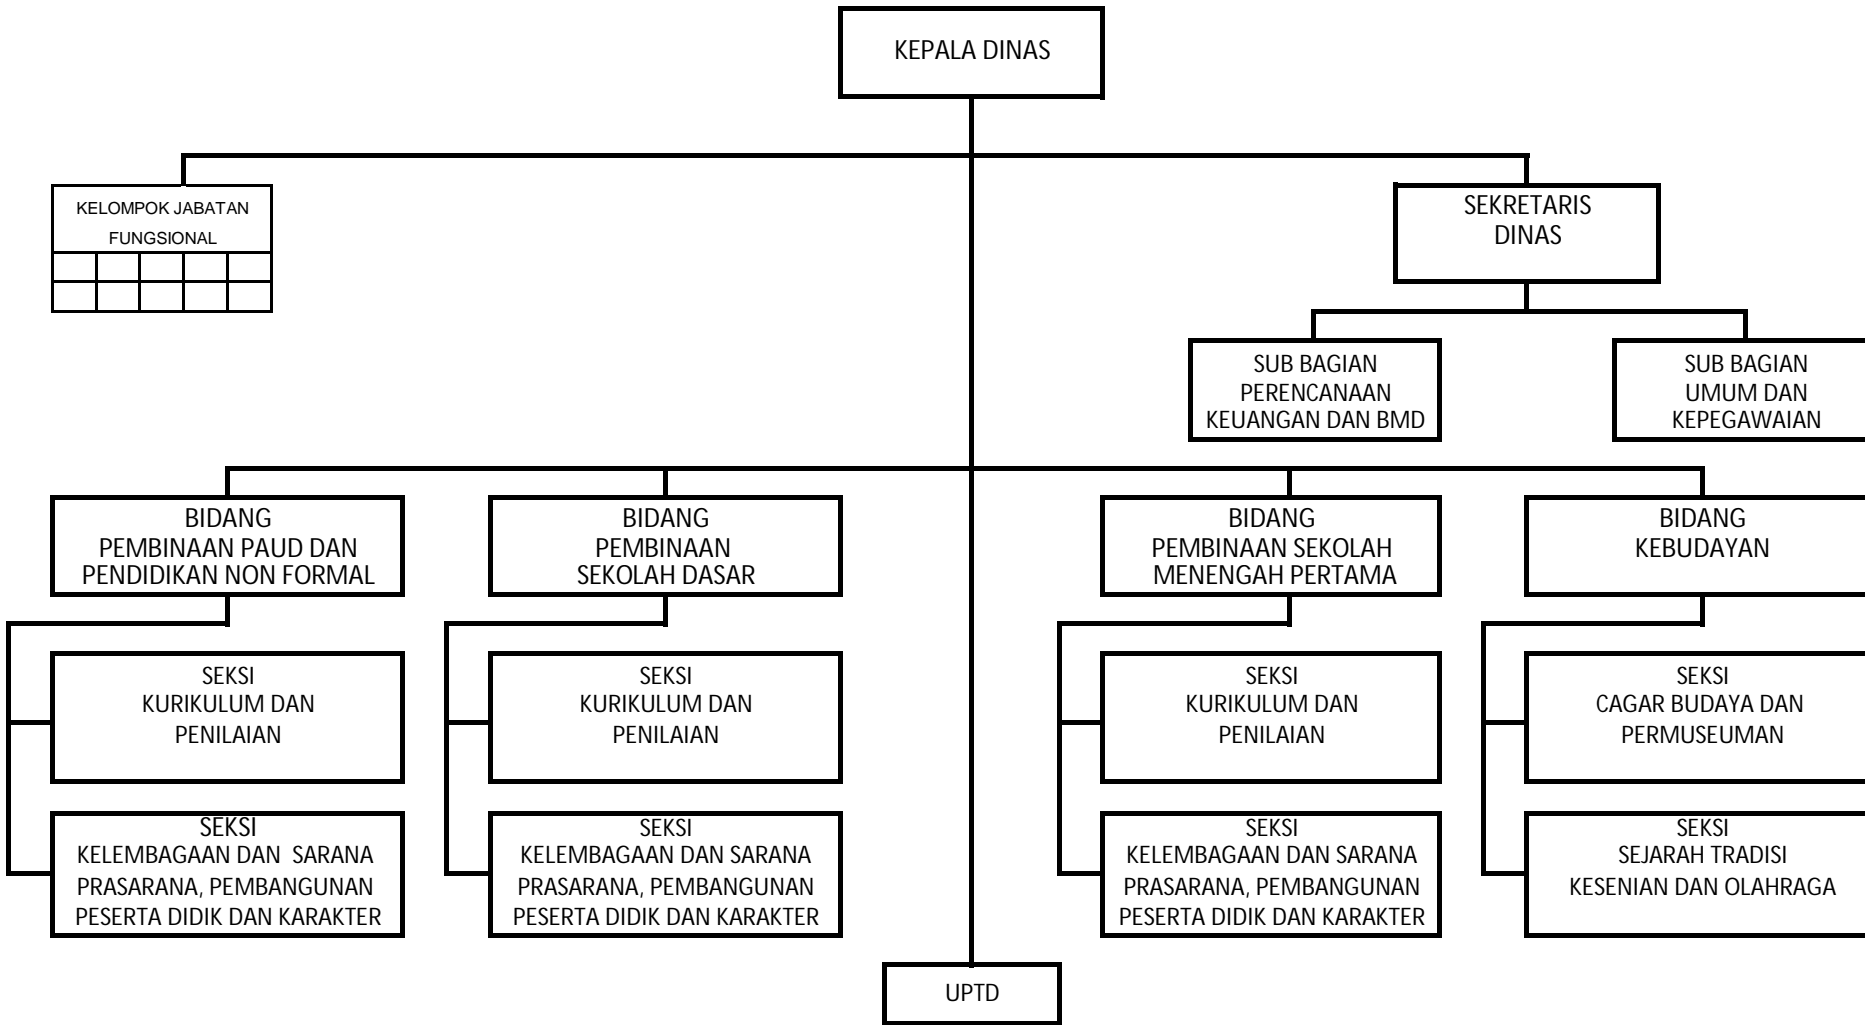 KEPALA DINAS
KELOMPOK JABATAN
FUNGSIONAL
SEKRETARIS
DINAS
SUB BAGIAN
PERENCANAAN
KEUANGAN DAN BMD
SUB BAGIAN
UMUM DAN
KEPEGAWAIAN
BIDANG
PEMBINAAN PAUD DAN
PENDIDIKAN NON FORMAL
BIDANG
PEMBINAAN
SEKOLAH DASAR
BIDANG
PEMBINAAN SEKOLAH
MENENGAH PERTAMA
BIDANG
KEBUDAYAN
SEKSI
KURIKULUM DAN
PENILAIAN
SEKSI
KURIKULUM DAN
PENILAIAN
SEKSI
KURIKULUM DAN
PENILAIAN
SEKSI
CAGAR BUDAYA DAN
PERMUSEUMAN
SEKSI
KELEMBAGAAN DAN SARANA
PRASARANA, PEMBANGUNAN
PESERTA DIDIK DAN KARAKTER
SEKSI
KELEMBAGAAN DAN SARANA
PRASARANA, PEMBANGUNAN
PESERTA DIDIK DAN KARAKTER
SEKSI
KELEMBAGAAN DAN SARANA
PRASARANA, PEMBANGUNAN
PESERTA DIDIK DAN KARAKTER
SEKSI
SEJARAH TRADISI
KESENIAN DAN OLAHRAGA
UPTD